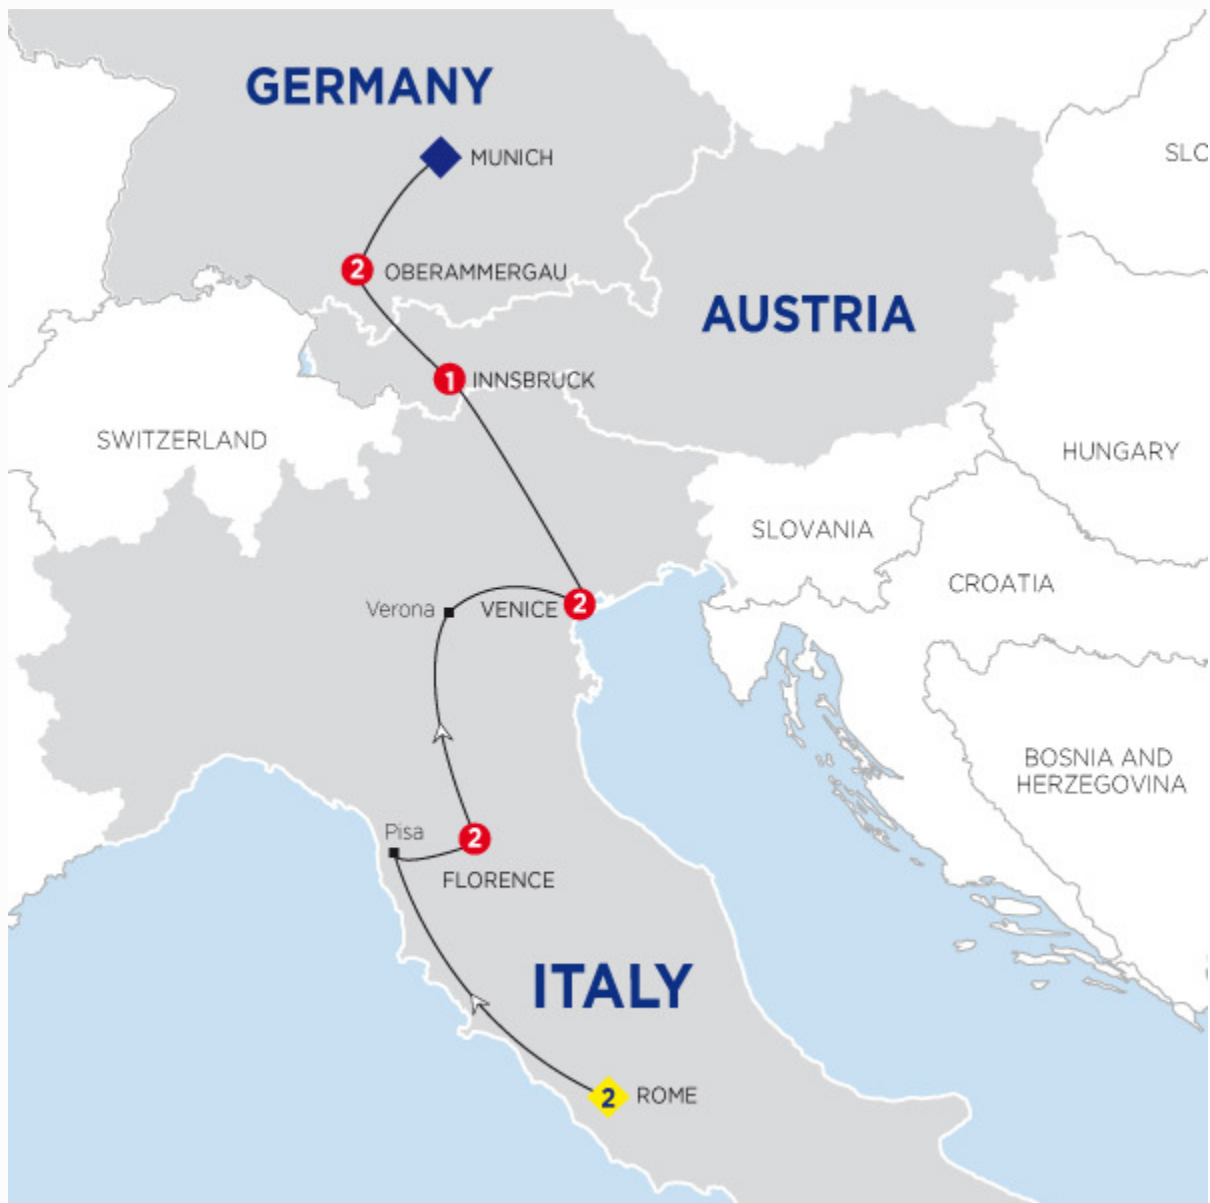 GERMANY
MUNICH
SLO
2
OBERAMMERGAU
AUSTRIA
1
INNSBRUCK
SWITZERLAND
HUNGARY
SLOVANIA
CROATIA
Verona
VENICE
2
BOSNIA AND
HERZEGOVINA
Pisa
2
FLORENCE
ITALY
2
ROME